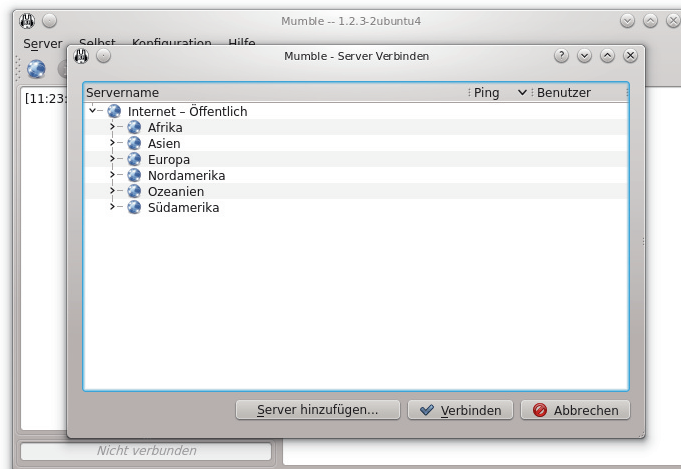 Mumble -- 1.2.3-2ubuntu4
Server Selbst Konfiguration Hilfe
Mumble - Server Verbinden
[11:23:
Servername Ping Benutzer
Internet – Öffentlich
Afrika
Asien
Europa
Nordamerika
Ozeanien
Südamerika
Server hinzufügen... Verbinden Abbrechen
Nicht verbunden